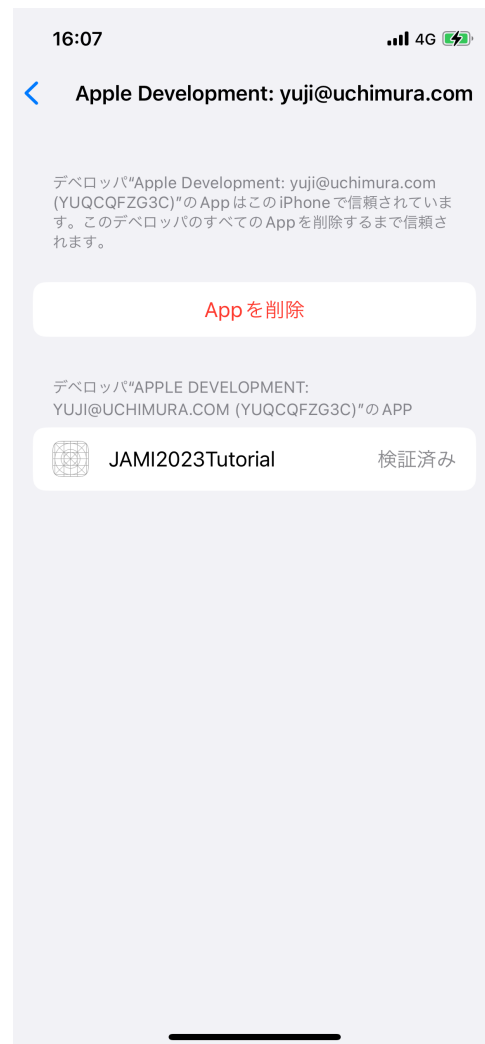 16:07 4G
Apple Development: yuji@uchimura.com
デベロッパ“Apple Development: yuji@uchimura.com
(YUQCQFZG3C)”のAppはこのiPhoneで信頼されていま
す。このデベロッパのすべてのAppを削除するまで信頼さ
れます。
Appを削除
デベロッパ“APPLE DEVELOPMENT:
YUJI@UCHIMURA.COM (YUQCQFZG3C)”のAPP
JAMI2023Tutorial 検証済み